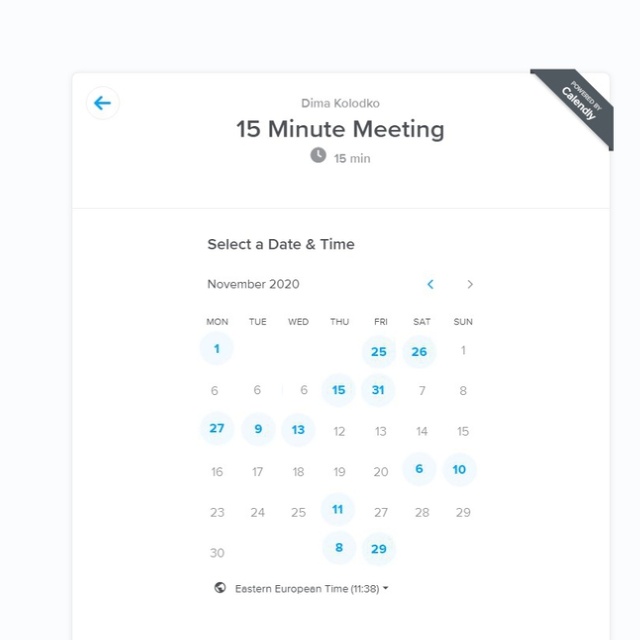 POWERED BY
Calendly
Dima Kolodko
15 Minute Meeting
15 min
Select a Date & Time
November 2020
MON TUE WED THU FRI SAT SUN
1 25 26 1
6 6 6 15 31 7 8
27 9 13 12 13 14 15
16 17 18 19 20 6 10
23 24 25 11 27 28 29
30 8 29
Eastern European Time (11:38)